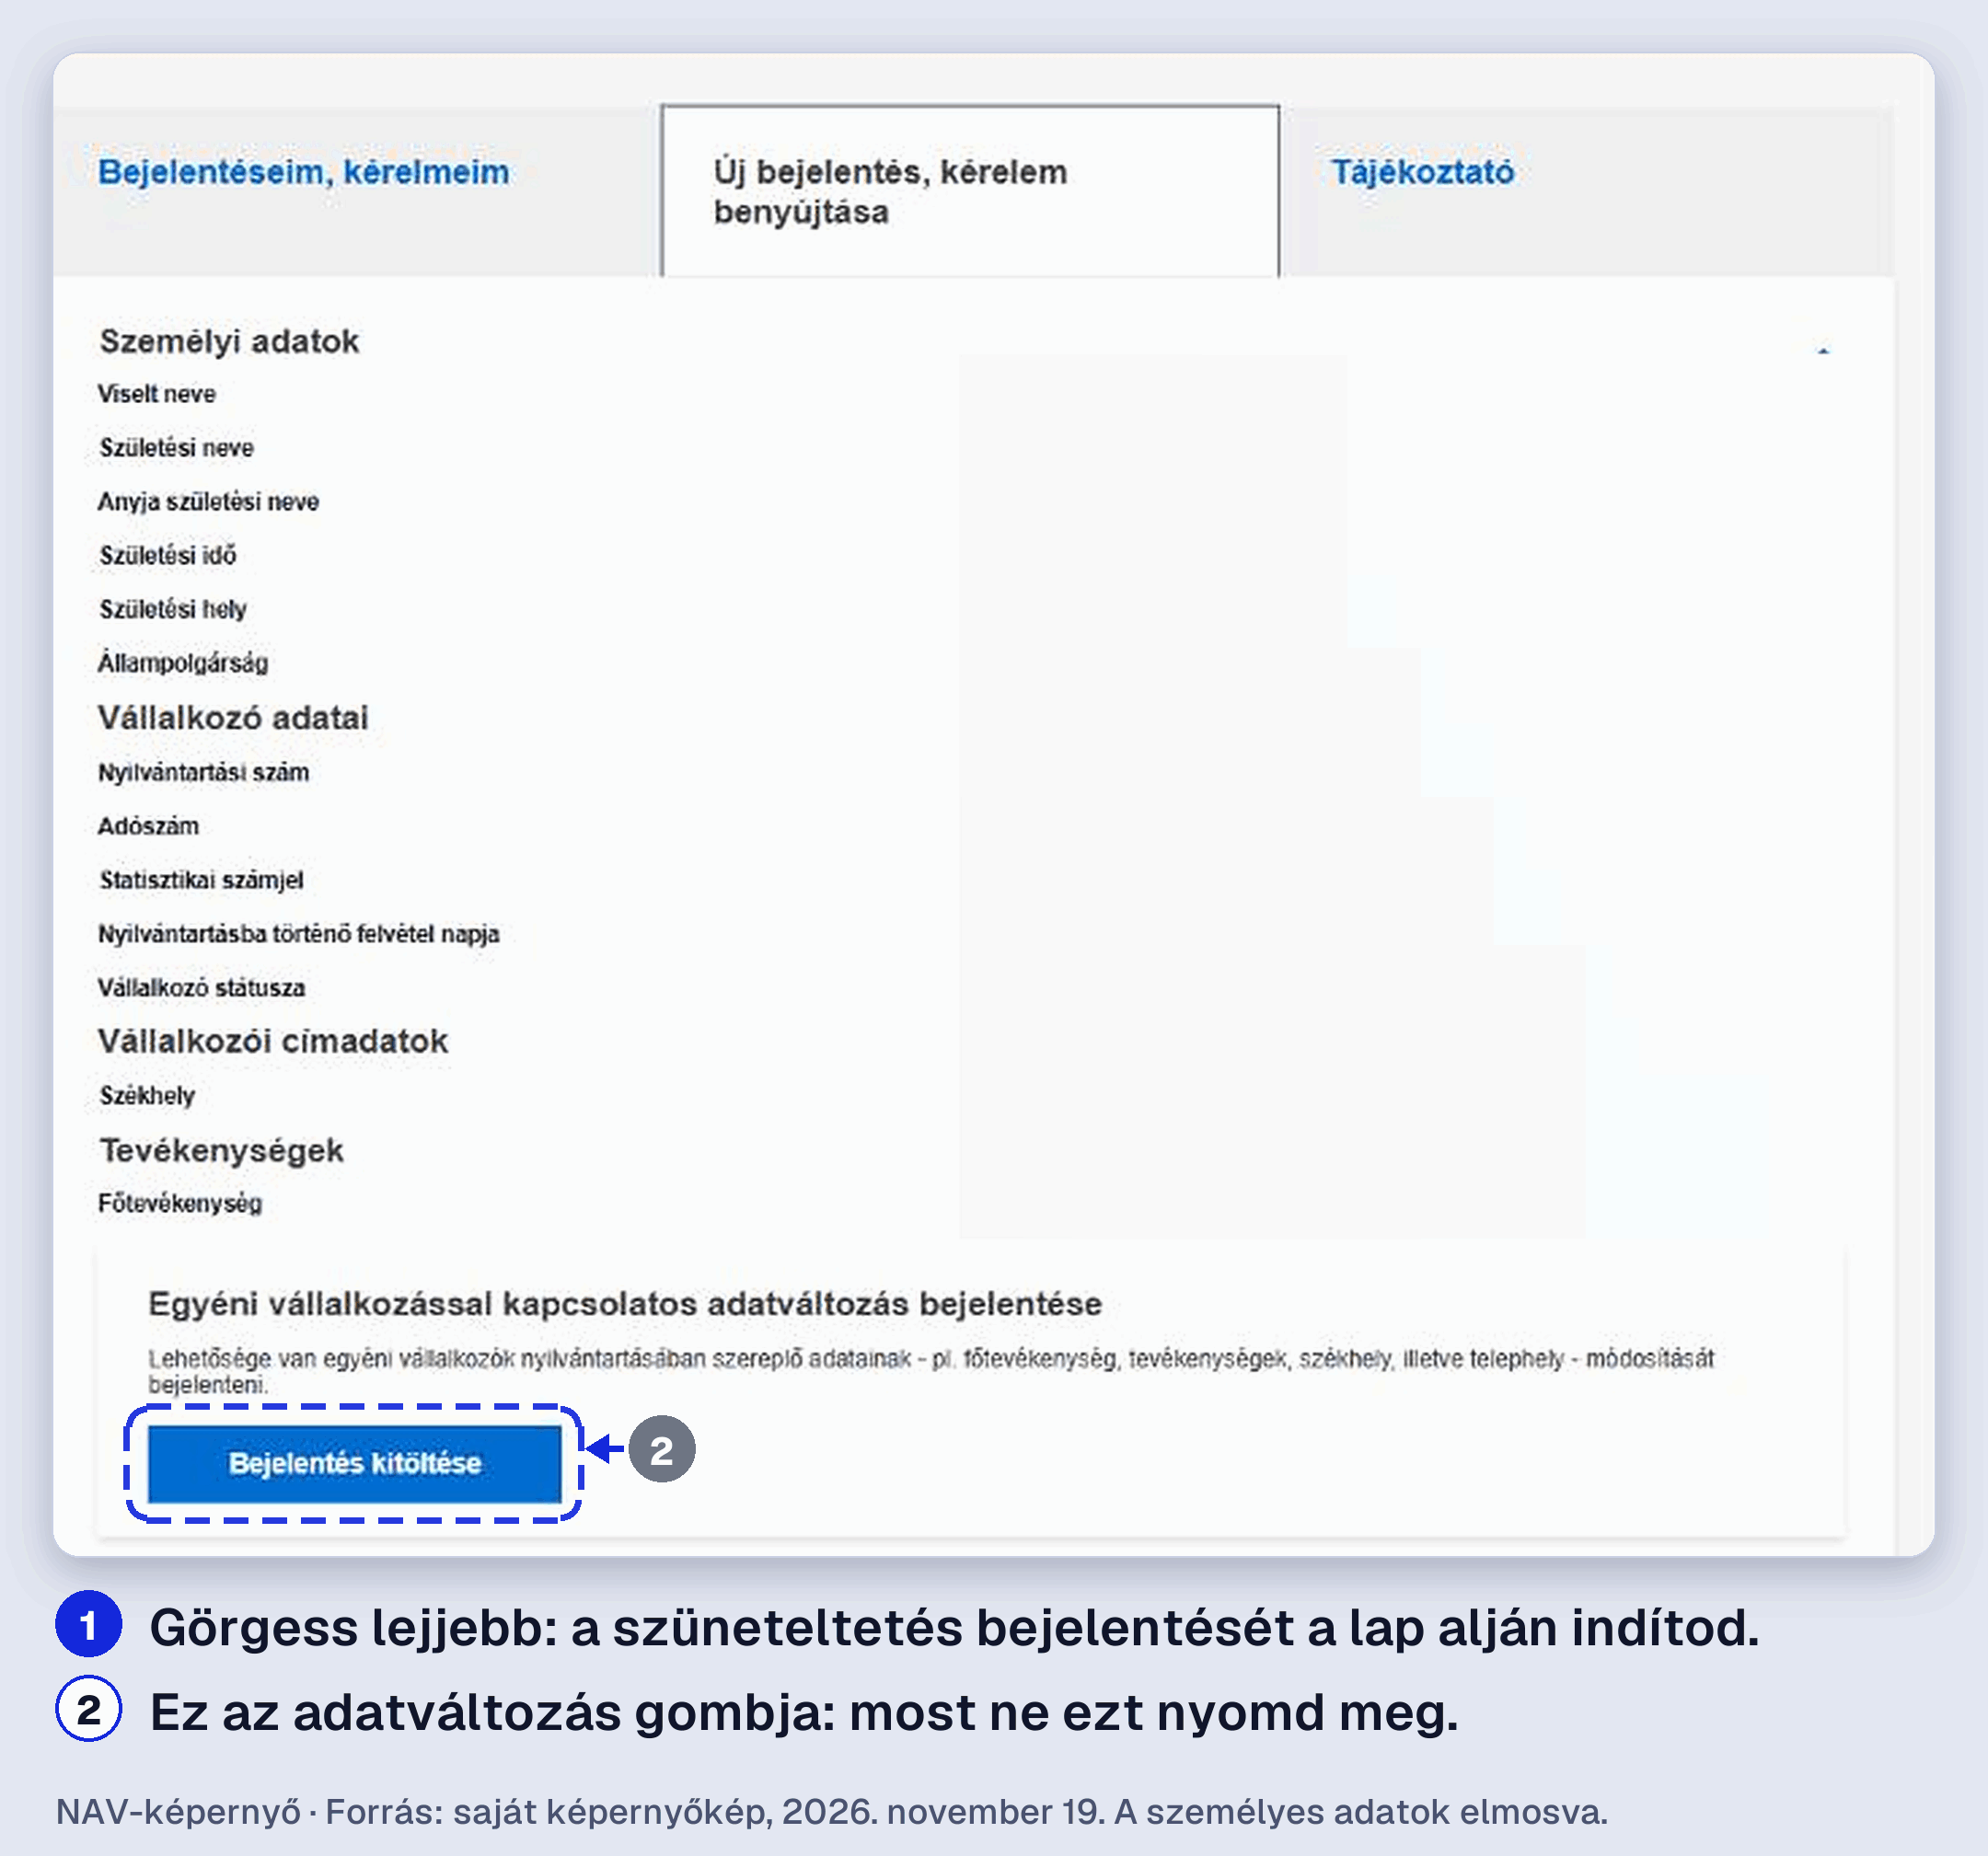 Bejelentéseim, kérelmeim
Új bejelentés, kérelem
benyújtása
Tájékoztató
Személyi adatok
Viselt neve
Születési neve
Anyja születési neve
Születési idő
Születési hely
Állampolgárság
Vállalkozó adatai
Nyilvántartási szám
Adószám
Statisztikai számjel
Nyilvántartásba történő felvétel napja
Vállalkozó státusza
Vállalkozói címadatok
Székhely
Tevékenységek
Főtevékenység
Egyéni vállalkozással kapcsolatos adatváltozás bejelentése
Lehetősége van egyéni vállalkozók nyilvántartásában szereplő adatainak - pl. főtevékenység, tevékenységek, székhely, illetve telephely - módosítását
bejelenteni.
Bejelentés kitöltése
2
1 Görgess lejjebb: a szüneteltetés bejelentését a lap alján indítod.
2 Ez az adatváltozás gombja: most ne ezt nyomd meg.
NAV-képernyő · Forrás: saját képernyőkép, 2026. november 19. A személyes adatok elmosva.